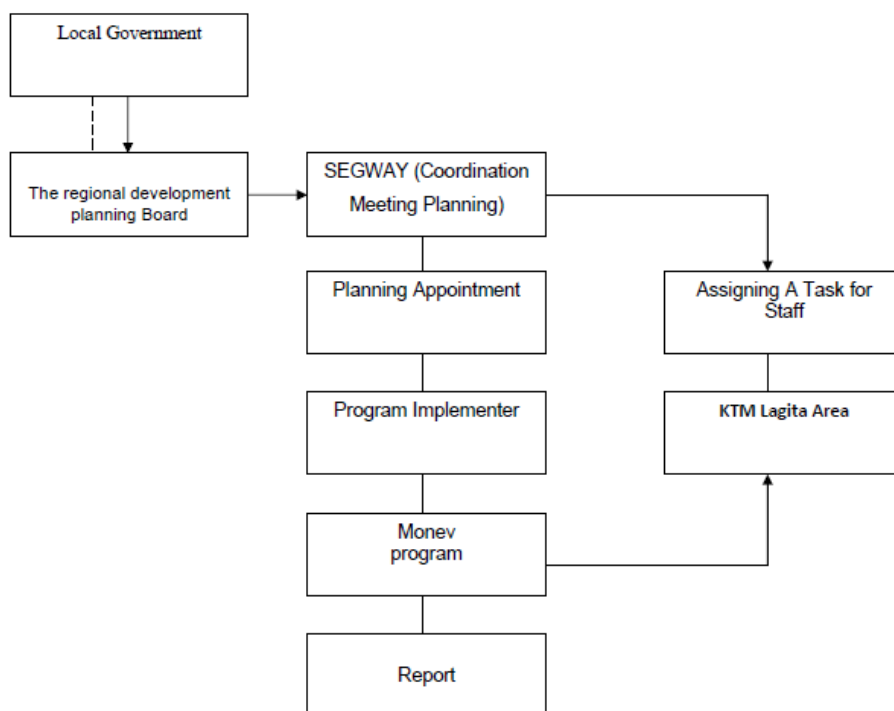 Local Government
The regional development
planning Board
SEGWAY (Coordination
Meeting Planning)
Planning Appointment
Assigning A Task for
Staff
Program Implementer
KTM Lagita Area
Monev
program
Report